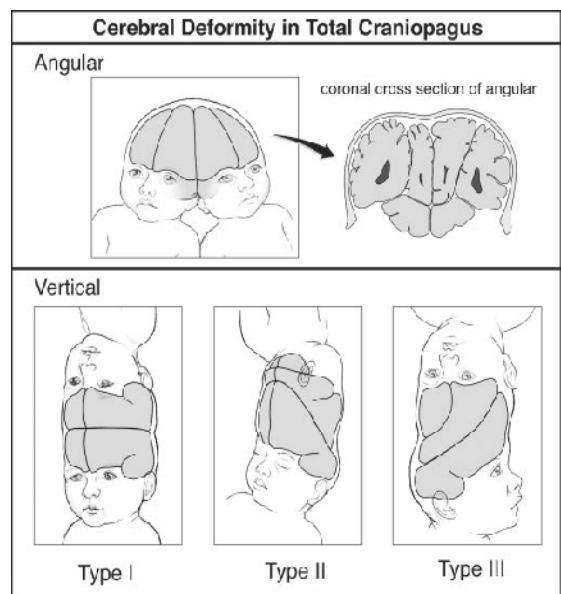 Cerebral Deformity in Total Craniopagus
Angular
coronal cross section of angular
Vertical
Type I
Type II
Type III